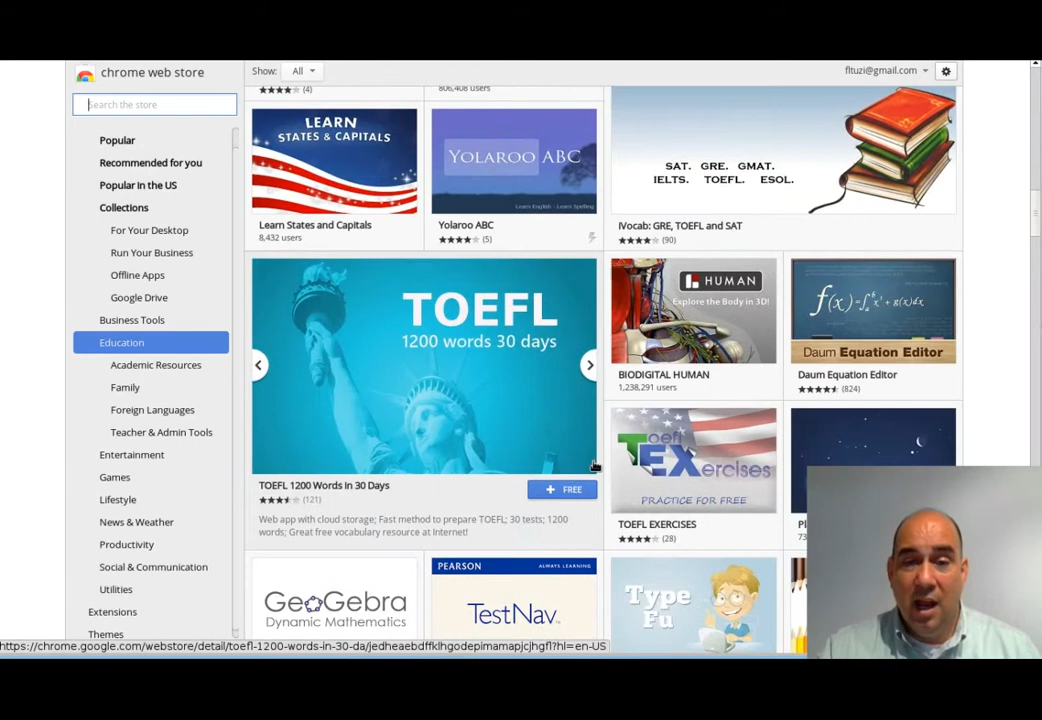 chrome web store
Show: All
fltuzi@gmail.com
Search the store
Popular
Recommended for you
Popular in the US
Collections
For Your Desktop
Run Your Business
Offline Apps
Google Drive
Business Tools
Education
Academic Resources
Family
Foreign Languages
Teacher & Admin Tools
Entertainment
Games
Lifestyle
News & Weather
Productivity
Social & Communication
Utilities
Extensions
Themes
(4)
806,408 users
LEARN
STATES & CAPITALS
Learn States and Capitals
8,432 users
YOLAROO ABC
Learn English - Learn Spelling
Yolaroo ABC
(5)
SAT. GRE. GMAT.
IELTS. TOEFL. ESOL.
IVocab: GRE, TOEFL and SAT
(90)
TOEFL
1200 words 30 days
TOEFL 1200 Words in 30 Days
(121)
+ FREE
Web app with cloud storage; Fast method to prepare TOEFL; 30 tests; 1200
words; Great free vocabulary resource at Internet!
HUMAN
Explore the Body in 3D!
BIODIGITAL HUMAN
1,238,291 users
f(x)=
Daum Equation Editor
Daum Equation Editor
(824)
Toefl
EXercises
PRACTICE FOR FREE
TOEFL EXERCISES
(28)
Pl
73
GeoGebra
Dynamic Mathematics
PEARSON
ALWAYS LEARNING
TestNav
Type
Fu
https://chrome.google.com/webstore/detail/toefl-1200-words-in-30-da/jedheaebdffklhgodepimamapjcjhgfl?hl=en-US